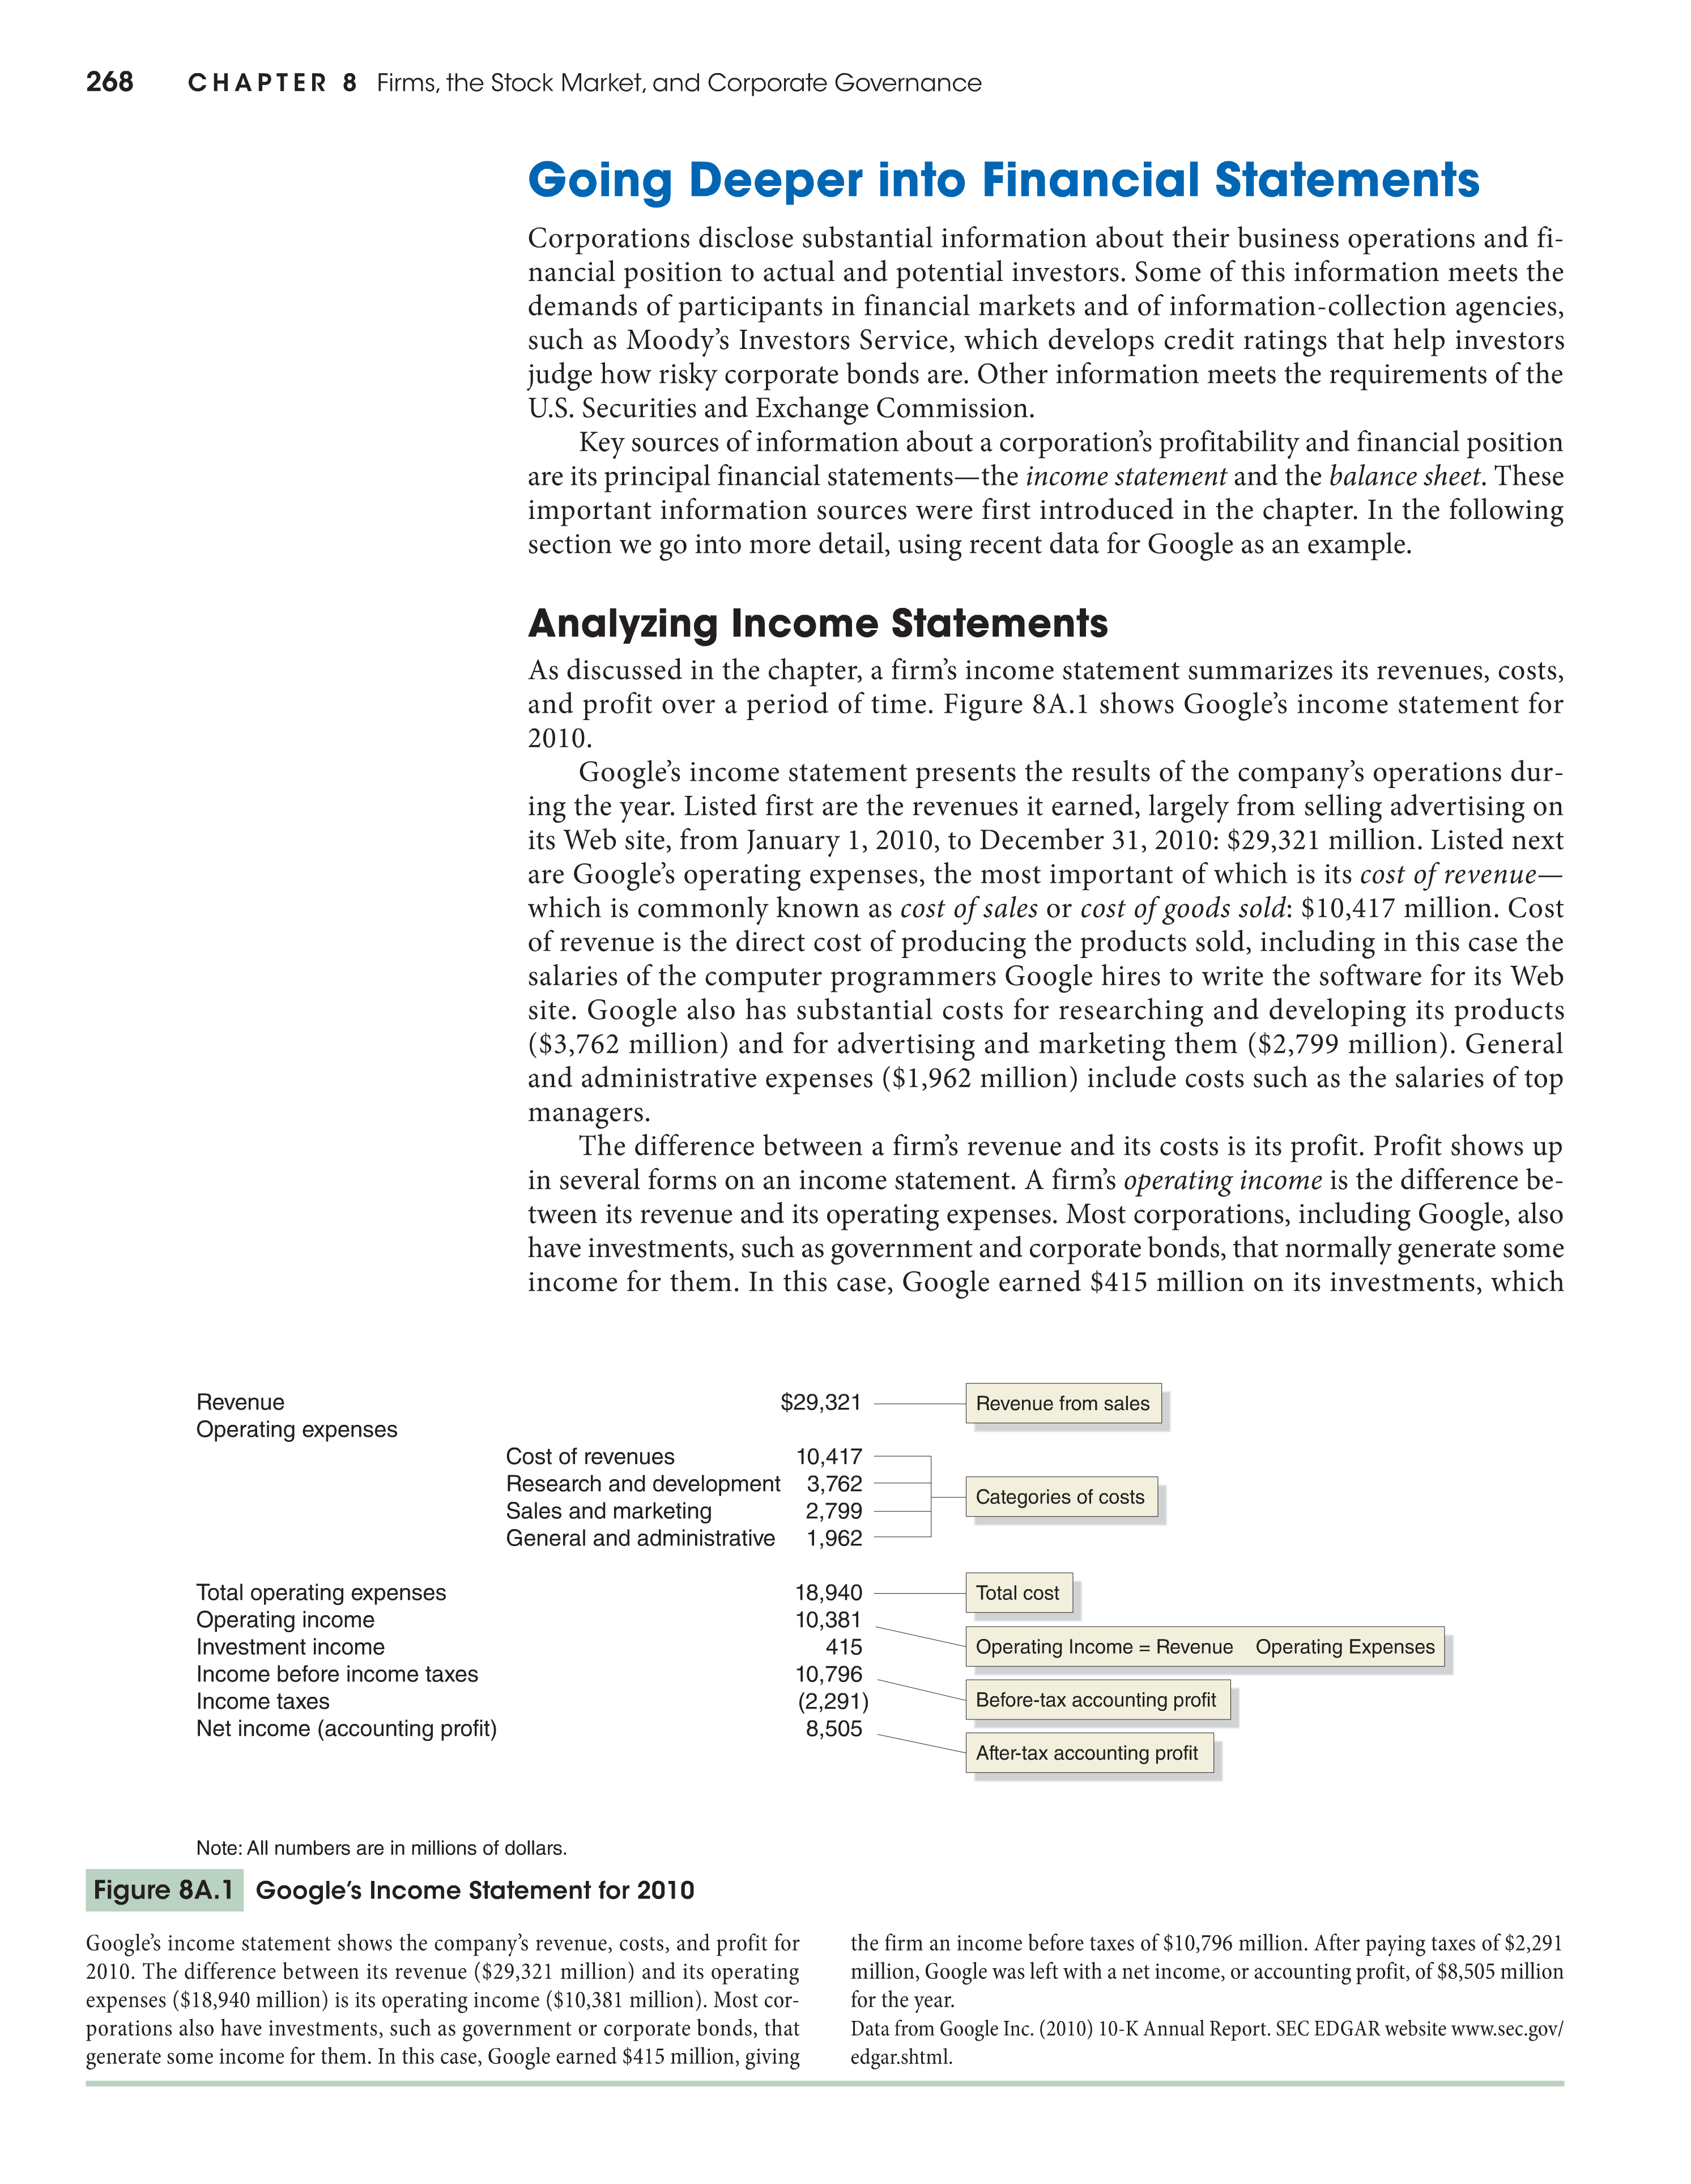 268 CHAPTER 8 Firms, the Stock Market, and Corporate Governance
Going Deeper into Financial Statements
Corporations disclose substantial information about their business operations and fi-
nancial position to actual and potential investors. Some of this information meets the
demands of participants in financial markets and of information-collection agencies,
such as Moody’s Investors Service, which develops credit ratings that help investors
judge how risky corporate bonds are. Other information meets the requirements of the
U.S. Securities and Exchange Commission.
Key sources of information about a corporation’s profitability and financial position
are its principal financial statements—the income statement and the balance sheet. These
important information sources were first introduced in the chapter. In the following
section we go into more detail, using recent data for Google as an example.
Analyzing Income Statements
As discussed in the chapter, a firm’s income statement summarizes its revenues, costs,
and profit over a period of time. Figure 8A.1 shows Google’s income statement for
2010.
Google’s income statement presents the results of the company’s operations dur-
ing the year. Listed first are the revenues it earned, largely from selling advertising on
its Web site, from January 1, 2010, to December 31, 2010: $29,321 million. Listed next
are Google’s operating expenses, the most important of which is its cost of revenue—
which is commonly known as cost of sales or cost of goods sold: $10,417 million. Cost
of revenue is the direct cost of producing the products sold, including in this case the
salaries of the computer programmers Google hires to write the software for its Web
site. Google also has substantial costs for researching and developing its products
($3,762 million) and for advertising and marketing them ($2,799 million). General
and administrative expenses ($1,962 million) include costs such as the salaries of top
managers.
The difference between a firm’s revenue and its costs is its profit. Profit shows up
in several forms on an income statement. A firm’s operating income is the difference be-
tween its revenue and its operating expenses. Most corporations, including Google, also
have investments, such as government and corporate bonds, that normally generate some
income for them. In this case, Google earned $415 million on its investments, which
Revenue $29,321 Revenue from sales
Operating expenses
Cost of revenues 10,417
Research and development 3,762
Categories of costs
Sales and marketing 2,799
General and administrative 1,962
Total operating expenses 18,940 Total cost
Operating income 10,381
Investment income 415 Operating Income = Revenue Operating Expenses
Income before income taxes 10,796
Income taxes (2,291) Before-tax accounting profit
Net income (accounting profit) 8,505
After-tax accounting profit
Note: All numbers are in millions of dollars.
Figure 8A.1 Google’s Income Statement for 2010
Google’s income statement shows the company’s revenue, costs, and profit for
2010. The difference between its revenue ($29,321 million) and its operating
expenses ($18,940 million) is its operating income ($10,381 million). Most cor-
porations also have investments, such as government or corporate bonds, that
generate some income for them. In this case, Google earned $415 million, giving
the firm an income before taxes of $10,796 million. After paying taxes of $2,291
million, Google was left with a net income, or accounting profit, of $8,505 million
for the year.
Data from Google Inc. (2010) 10-K Annual Report. SEC EDGAR website www.sec.gov/
edgar.shtml.